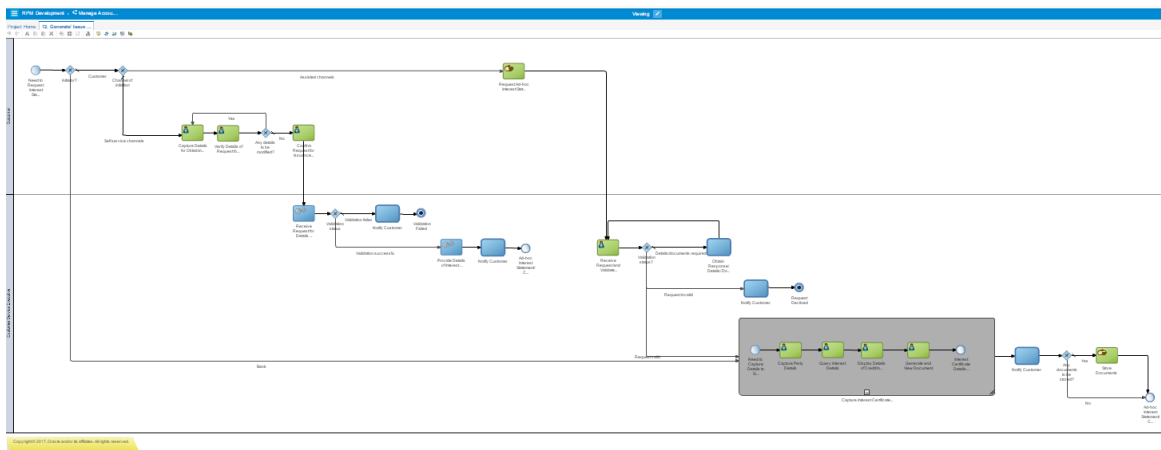 RPM Development
Manage Accou...
Viewing
Project Home
Generate/ Issue ...
Need to
Request
Interest
Customer
Channel of
Assisted channels
Request Ad-hoc
Interest Stat...
Yes
Self service channels
Capture Details
for Obtainin...
Verify Details of
Request fo...
Any details
to be
modified?
No
Confirm
Request for
Issuance...
Customer Service Executive
Receive
Request for
Details ...
Validation
status
Validation failed
Notify Customer
Validation
Failed
Validation successful
Provide Details
of Interest...
Notify Customer
Ad-hoc
Interest
Statement/
C...
Receive
Request and
Validate...
Validation
status?
Details/documents required
Obtain
Response/
Details/ Do...
Request invalid
Notify Customer
Request
Declined
Request valid
Bank
Need to
Capture
Details to
Capture Party
Details
Query Interest
Details
Display Details
Generate and
View Document
Interest
Certificate
Details...
Capture Interest Certificate...
Notify Customer
Any
documents
to be
stored?
Yes
Store
Documents
No
Ad-hoc
Interest
Statement/
C...
Copyright© 2017, Oracle and/or its affiliates. All rights reserved.